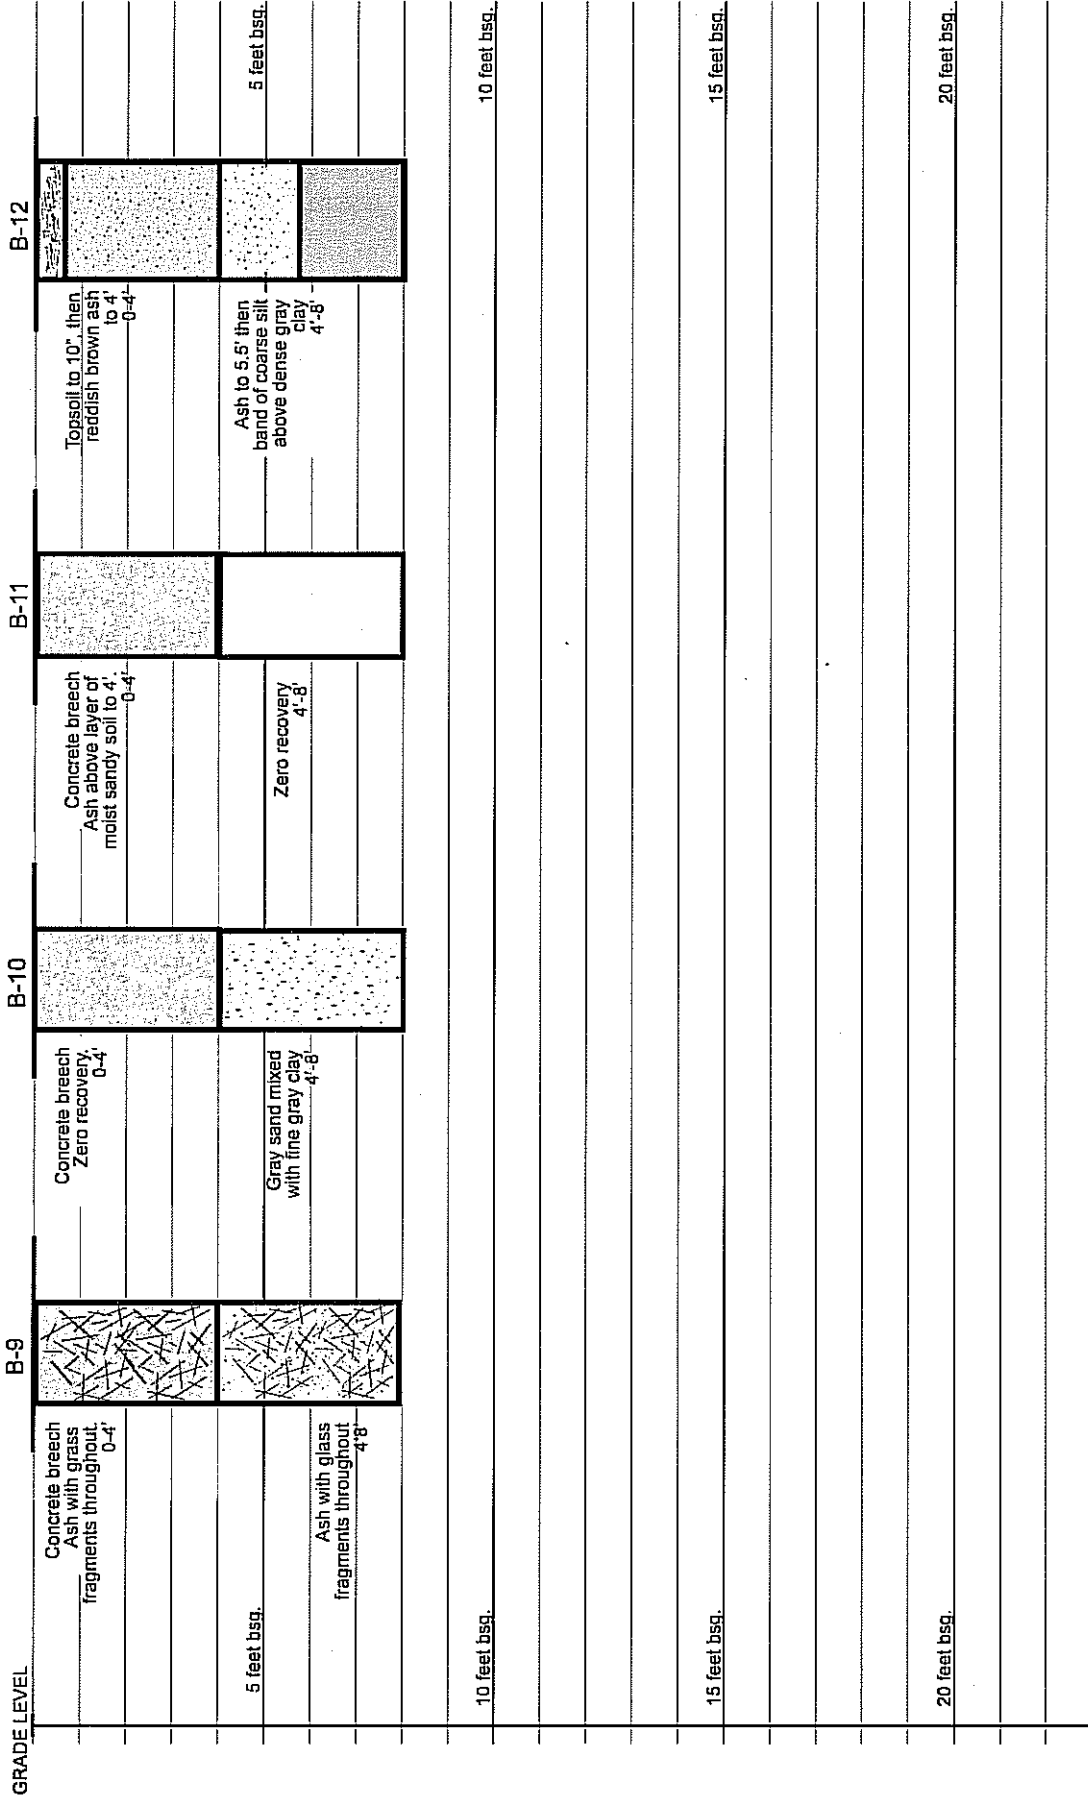 GRADE LEVEL
B-9
B-10
B-11
B-12
Concrete breech
Ash with grass
fragments throughout.
0-4'
Ash with glass
fragments throughout
4'8'
Concrete breech
Zero recovery.
0-4'
Gray sand mixed
with fine gray clay
4'-8'
Concrete breech
Ash above layer of
moist sandy soil to 4'.
0-4'
Zero recovery
4'-8'
Topsoil to 10", then
reddish brown ash
to 4'
0-4'
Ash to 5.5' then
band of coarse silt
above dense gray
clay
4'-8'
5 feet bsg.
10 feet bsg.
15 feet bsg.
20 feet bsg.
5 feet bsg.
10 feet bsg.
15 feet bsg.
20 feet bsg.